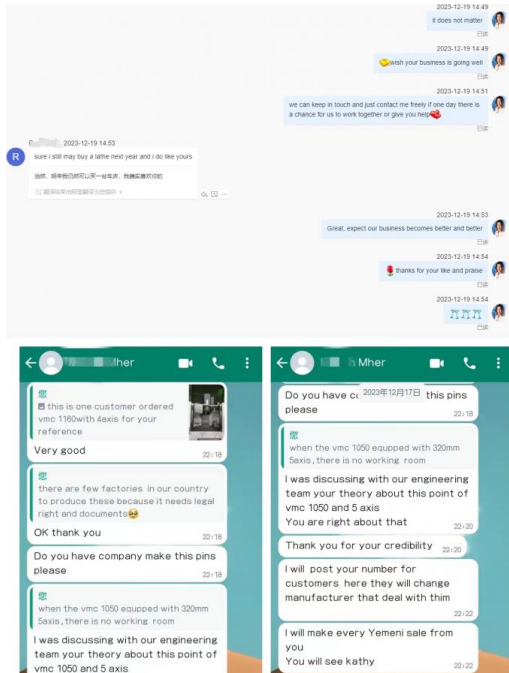 2023-12-19 14:49
it does not matter
已读
2023-12-19 14:49
wish your business is going well
已读
2023-12-19 14:51
we can keep in touch and just contact me freely if one day there is
a chance for us to work together or give you help
已读
2023-12-19 14:53
R
sure i still may buy a lathe next year and i do like yours
当然，明年我仍然可以买一台车床，我确实喜欢你的
2023-12-19 14:53
Great, expect our business becomes better and better
已读
2023-12-19 14:54
thanks for your like and praise
已读
2023-12-19 14:54
已读
Mher
您
this is one customer ordered
vmc 1160with 4axis for your
reference
Very good
22:18
您
there are few factories in our country
to produce these because it needs legal
right and documents
OK thank you
22:18
Do you have company make this pins
please
22:18
您
when the vmc 1050 equpped with 320mm
5axis,there is no working room
I was discussing with our engineering
team your theory about this point of
vmc 1050 and 5 axis
h Mher
2023年12月17日
Do you have this pins
please
22:18
您
when the vmc 1050 equpped with 320mm
5axis,there is no working room
I was discussing with our engineering
team your theory about this point of
vmc 1050 and 5 axis
You are right about that
22:20
Thank you for your credibility 22:20
I will post your number for
customers here they will change
manufacturer that deal with thim
22:22
I will make every Yemeni sale from
you
You will see kathy
22:22